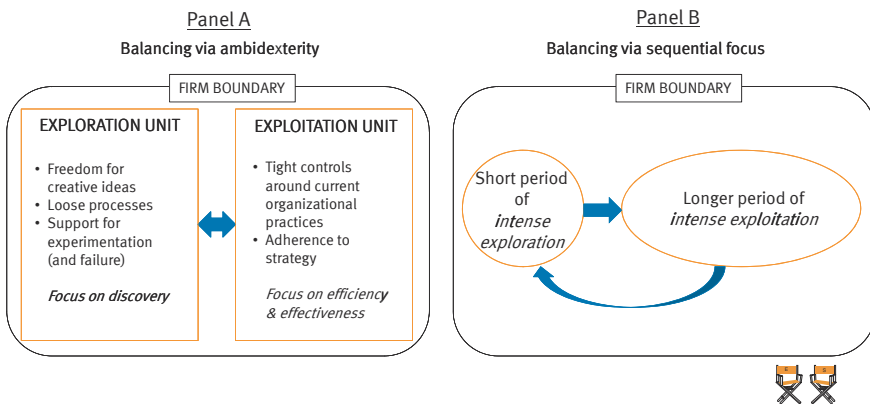 Panel A
Balancing via ambidexterity
FIRM BOUNDARY
EXPLORATION UNIT
• Freedom for
creative ideas
• Loose processes
• Support for
experimentation
(and failure)
Focus on discovery
EXPLOITATION UNIT
• Tight controls
around current
organizational
practices
• Adherence to
strategy
Focus on efficiency
& effectiveness
Panel B
Balancing via sequential focus
FIRM BOUNDARY
Short period
of
intense
exploration
Longer period of
intense exploitation